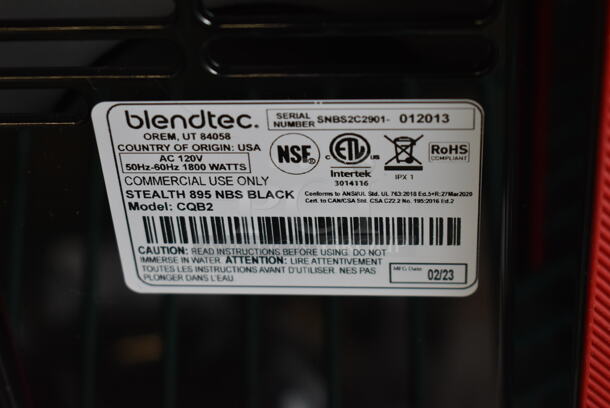 blendtec.
OREM, UT 84058
COUNTRY OF ORIGIN: USA
AC 120V
50Hz-60Hz 1800 WATTS
SERIAL NUMBER SNBS2C2901- 012013
NSF
C ETL US
Intertek
3014116
IPX 1
RoHS
COMPLIANT
COMMERCIAL USE ONLY
STEALTH 895 NBS BLACK
Model: CQB2
Conforms to ANSI/UL Std. UL 763:2018 Ed.5+R:27Mar2020
Cert. to CAN/CSA Std. CSA C22.2 No. 195:2016 Ed.2
CAUTION: READ INSTRUCTIONS BEFORE USING. DO NOT
IMMERSE IN WATER. ATTENTION: LIRE ATTENTIVEMENT
TOUTES LES INSTRUCTIONS AVANT D'UTILISER. NES PAS
PLONGER DANS L'EAU
MFG Date: 02/23